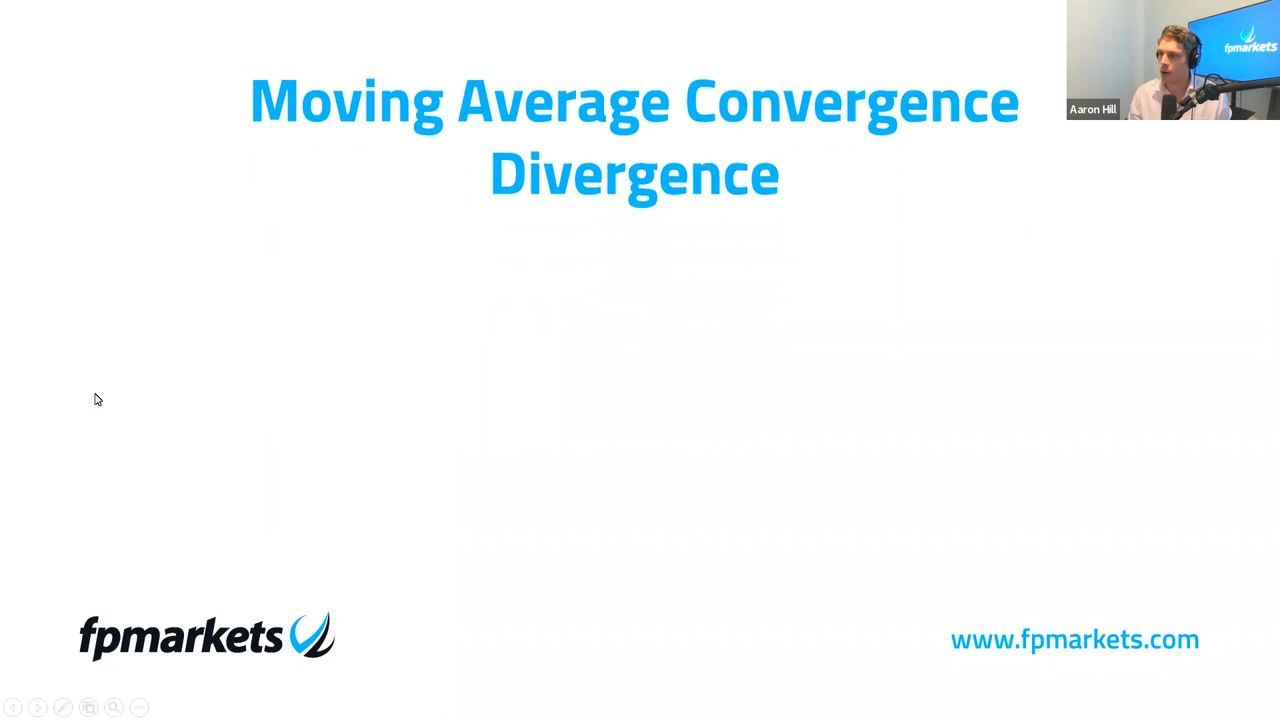 Moving Average Convergence
Divergence
fpmarkets
Aaron Hill
fpmarkets
www.fpmarkets.com